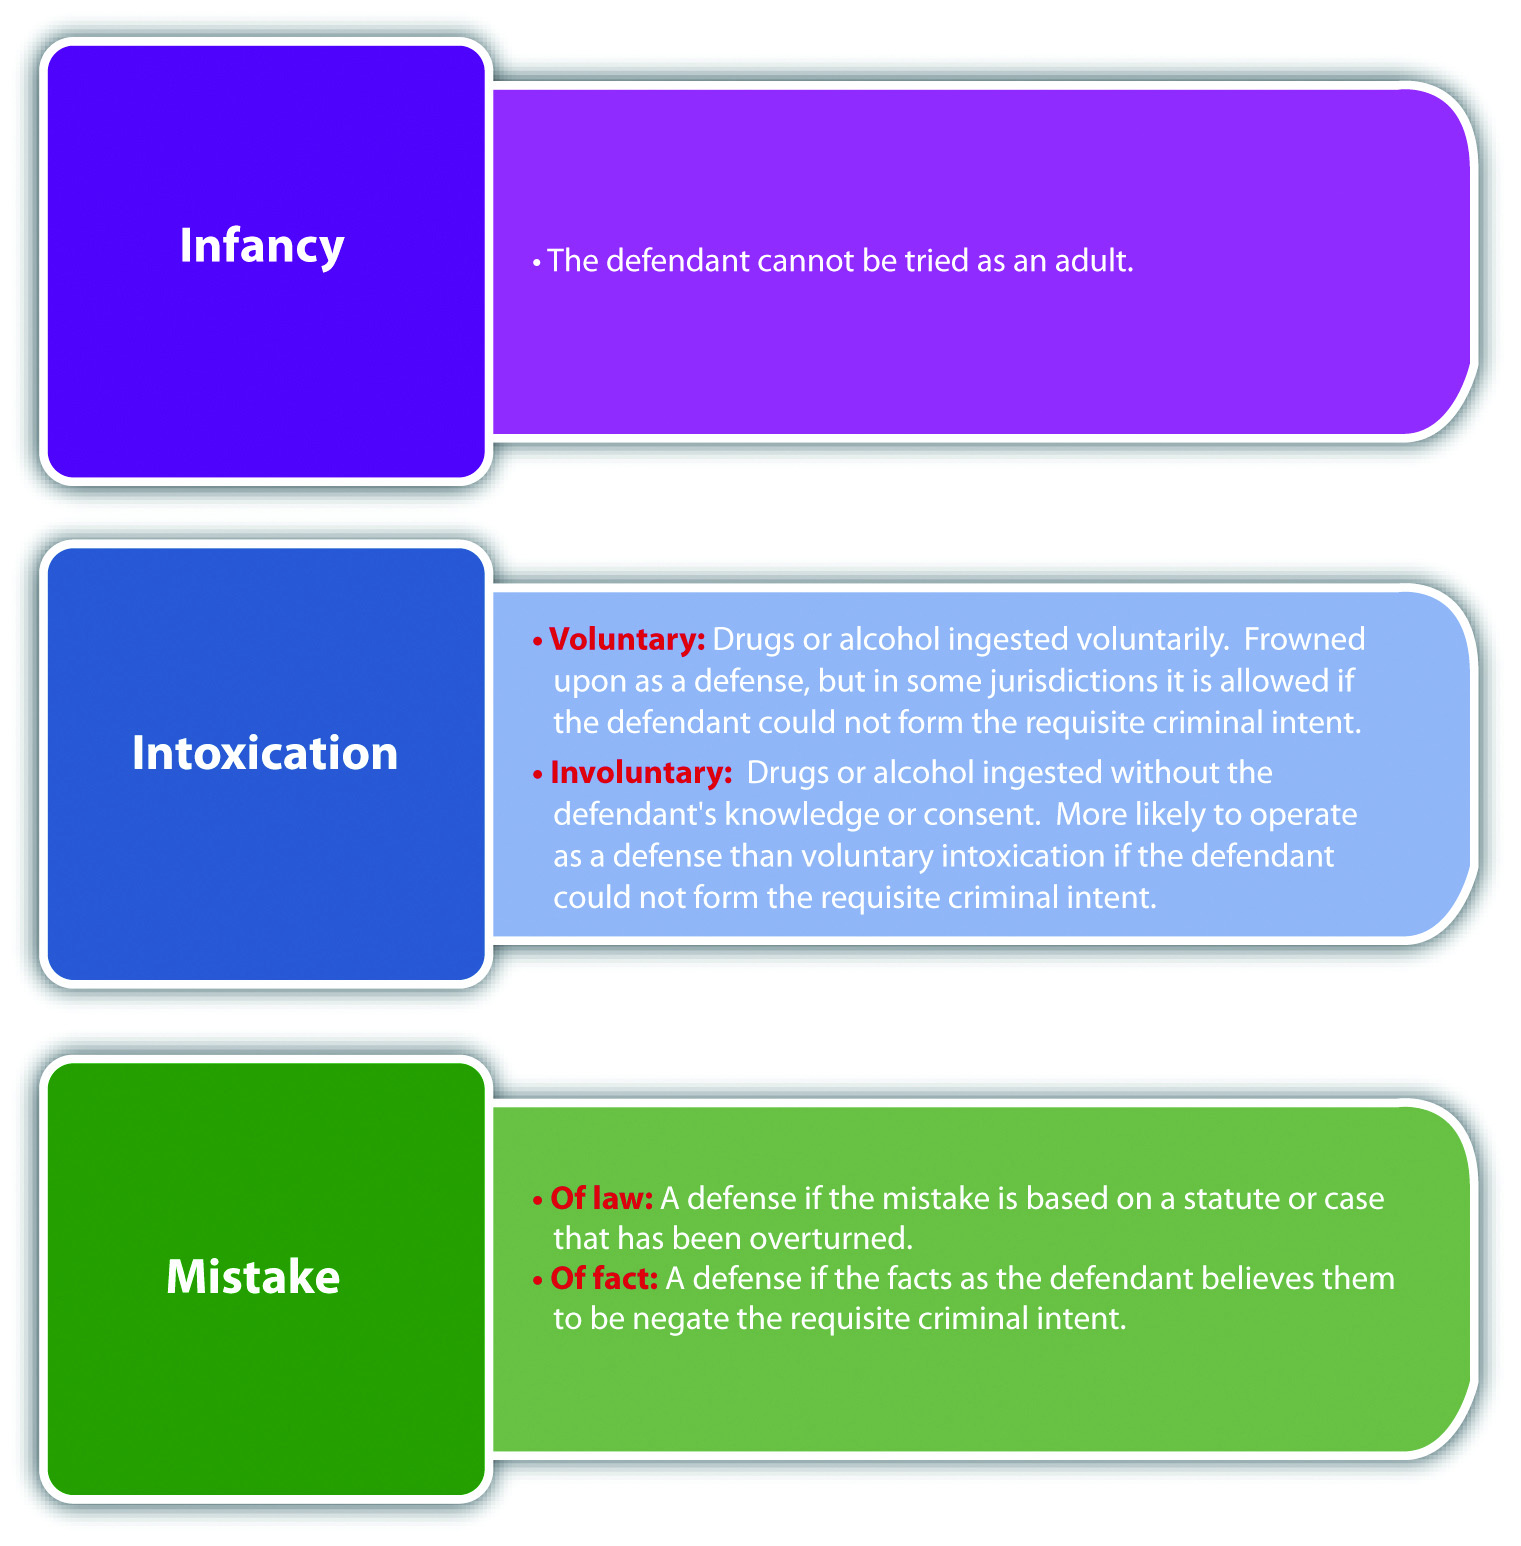 Infancy
• The defendant cannot be tried as an adult.
Intoxication
• Voluntary: Drugs or alcohol ingested voluntarily.  Frowned
upon as a defense, but in some jurisdictions it is allowed if
the defendant could not form the requisite criminal intent.
• Involuntary:  Drugs or alcohol ingested without the
defendant's knowledge or consent.  More likely to operate
as a defense than voluntary intoxication if the defendant
could not form the requisite criminal intent.
Mistake
• Of law: A defense if the mistake is based on a statute or case
that has been overturned.
• Of fact: A defense if the facts as the defendant believes them
to be negate the requisite criminal intent.